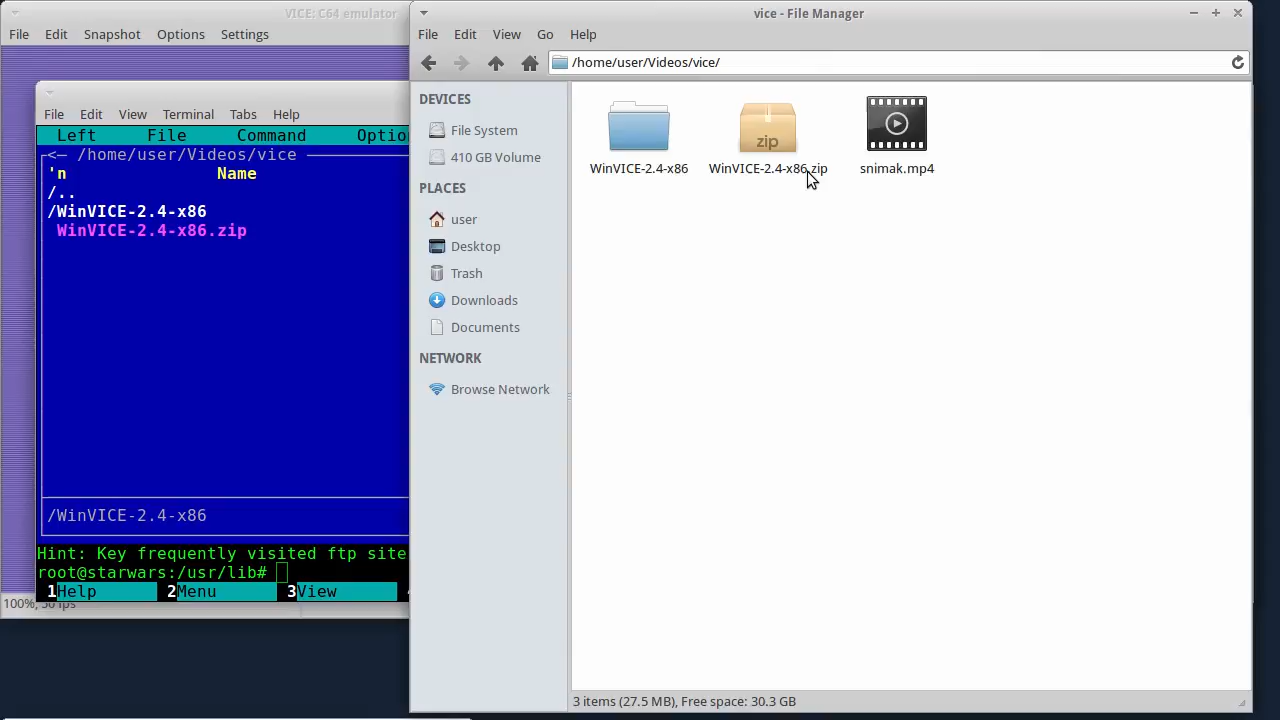 VICE: C64 emulator
File Edit Snapshot Options Settings
File Edit View Terminal Tabs Help
Left File Command Optio
<— /home/user/Videos/vice
'n Name
/..
/WinVICE-2.4-x86
WinVICE-2.4-x86.zip
/WinVICE-2.4-x86
Hint: Key frequently visited ftp site
root@starwars:/usr/lib#
1Help 2Menu 3View
100%, 50 fps
vice - File Manager
File Edit View Go Help
/home/user/Videos/vice/
DEVICES
File System
410 GB Volume
PLACES
user
Desktop
Trash
Downloads
Documents
NETWORK
Browse Network
zip
WinVICE-2.4-x86 WinVICE-2.4-x86.zip snimak.mp4
3 items (27.5 MB), Free space: 30.3 GB